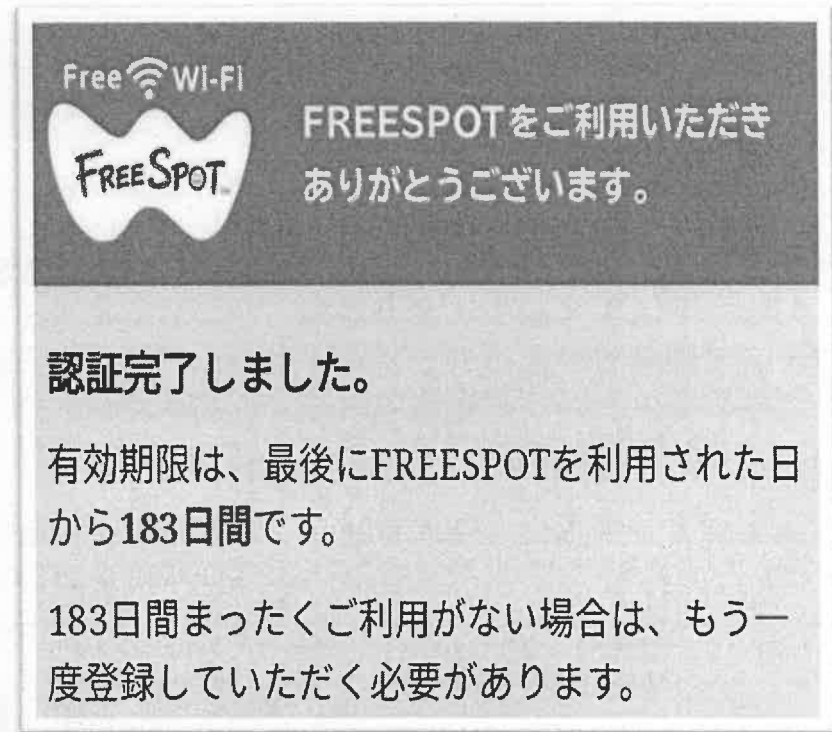 Free Wi-Fi
FREESPOT
FREESPOTをご利用いただき
ありがとうございます。
認証完了しました。
有効期限は、最後にFREESPOTを利用された日
から183日間です。
183日間まったくご利用がない場合は、もう一
度登録していただく必要があります。